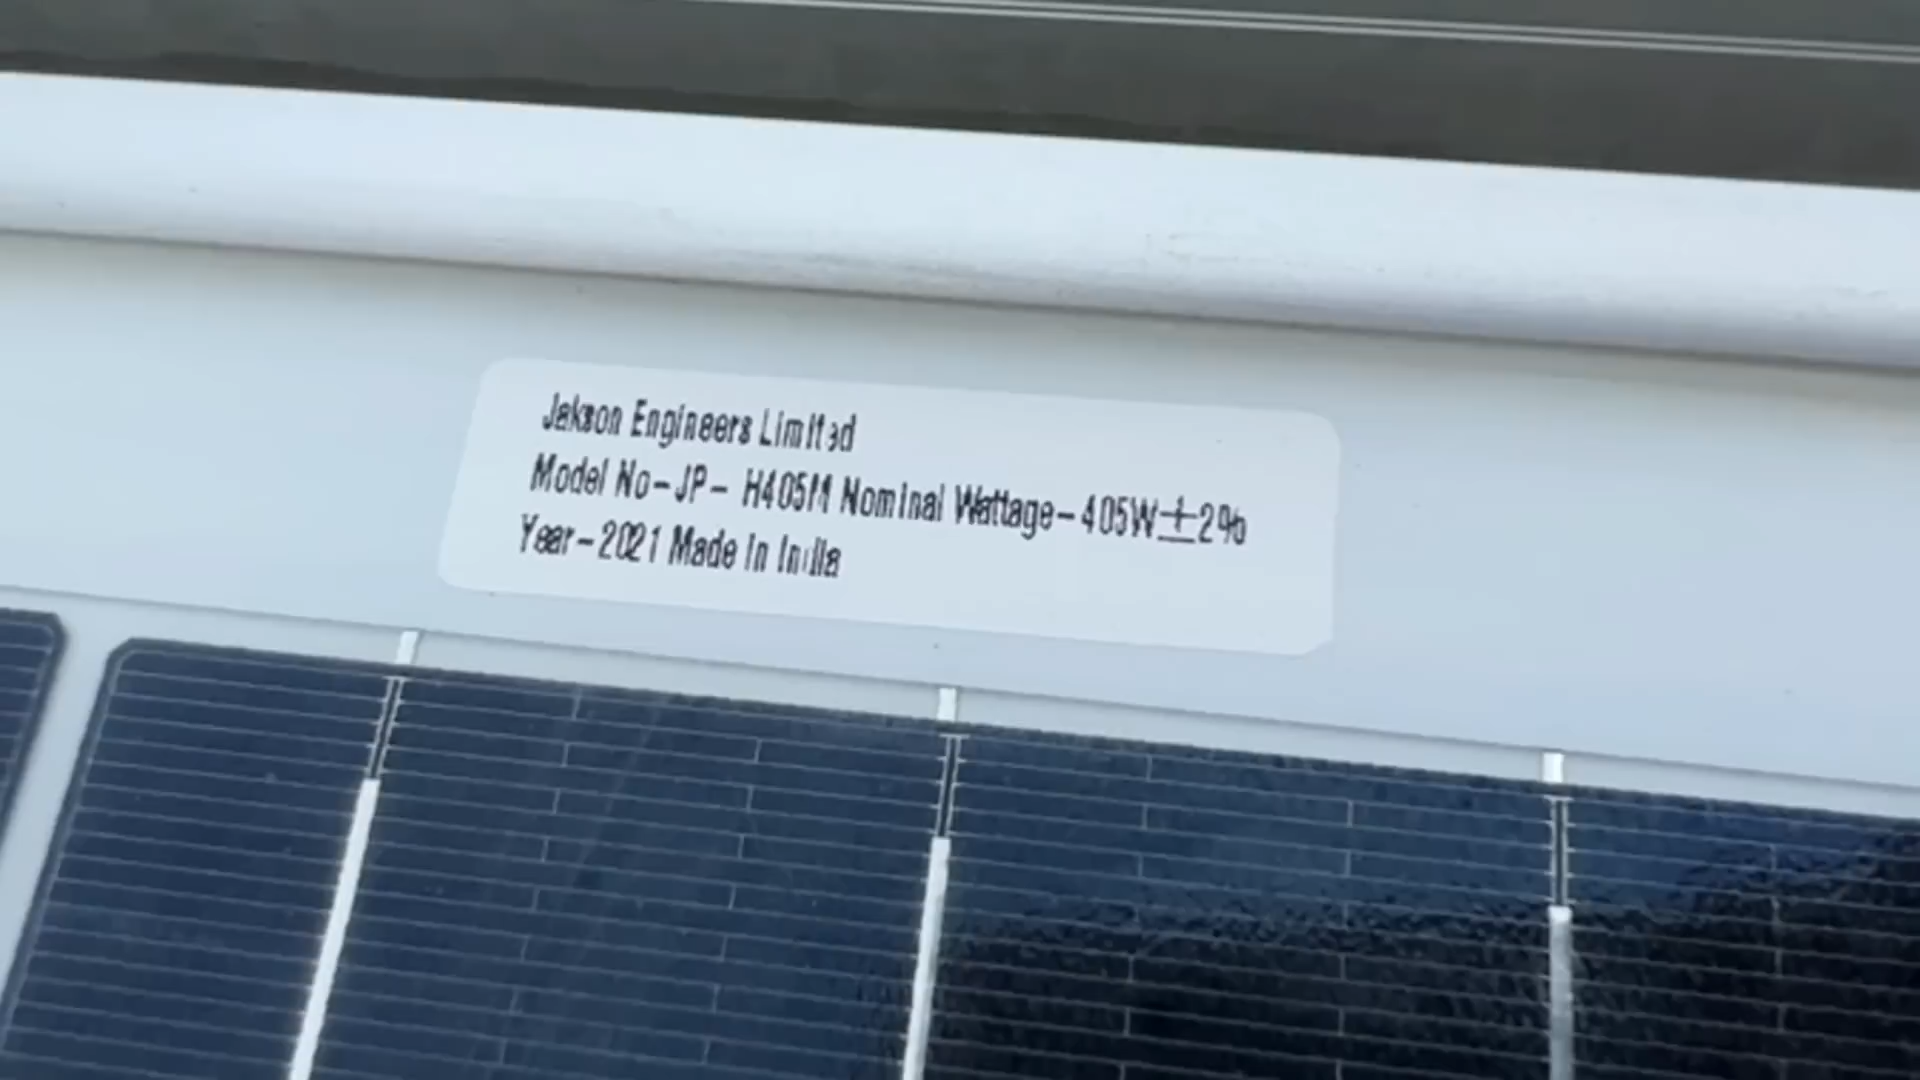 Jakson Engineers Limited
Model No-JP- H405M Nominal Wattage-405W±2%
Year-2021 Made in India